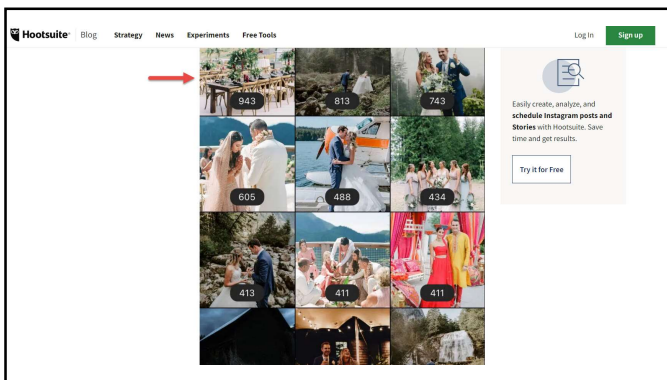 Hootsuite® Blog Strategy News Experiments Free Tools Log In Sign up
943 813 743
Easily create, analyze, and
schedule Instagram posts and
Stories with Hootsuite. Save
time and get results.
Try it for Free
605 488 434
413 411 411